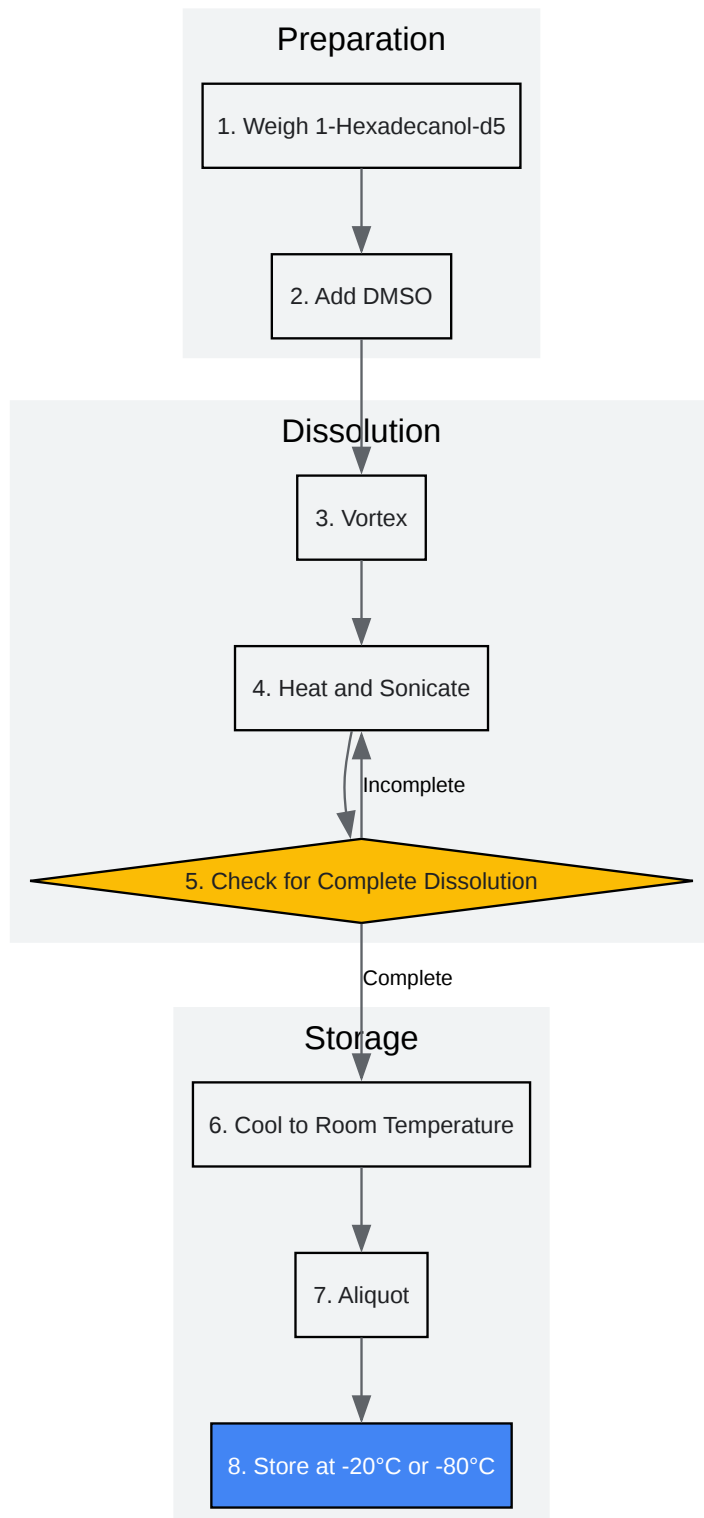 Preparation
1. Weigh 1-Hexadecanol-d5
2. Add DMSO
Dissolution
3. Vortex
4. Heat and Sonicate
Incomplete
5. Check for Complete Dissolution
Complete
Storage
6. Cool to Room Temperature
7. Aliquot
8. Store at -20°C or -80°C